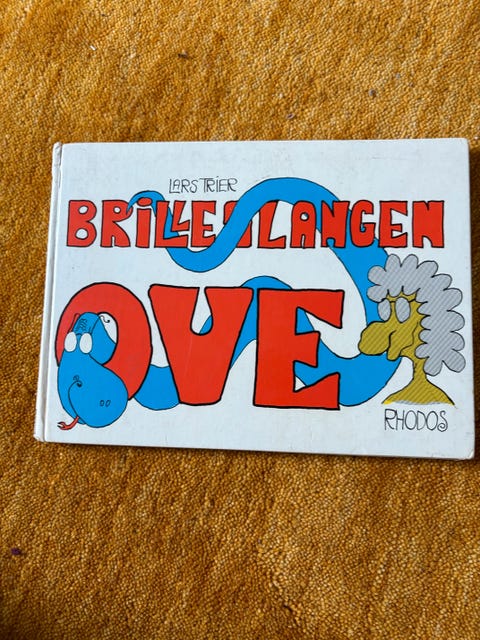 LARS TRIER
BRILLESLANGEN
OVE
RHODOS